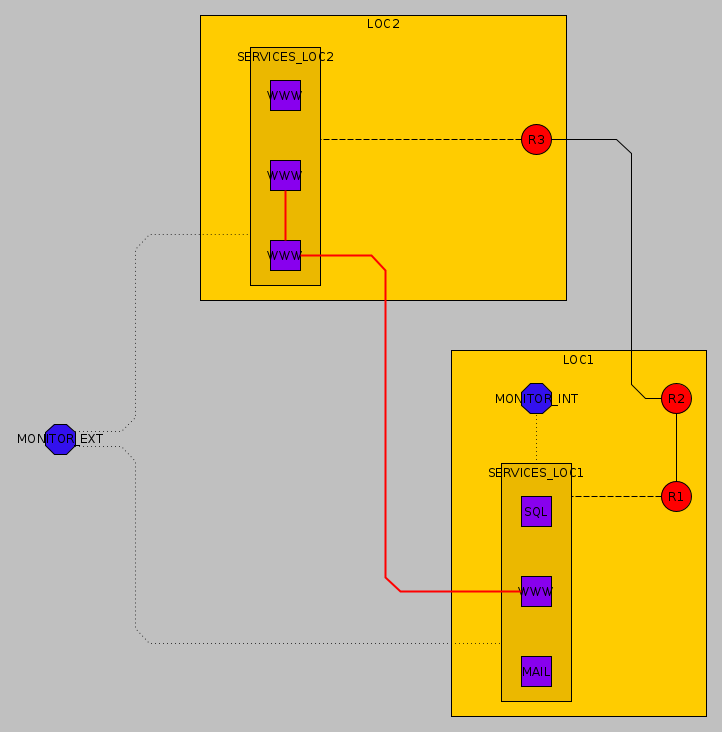 LOC2
SERVICES_LOC2
WWW
R3
WWW
WWW
LOC1
MONITOR_INT
R2
MONITOR_EXT
SERVICES_LOC1
R1
SQL
WWW
MAIL